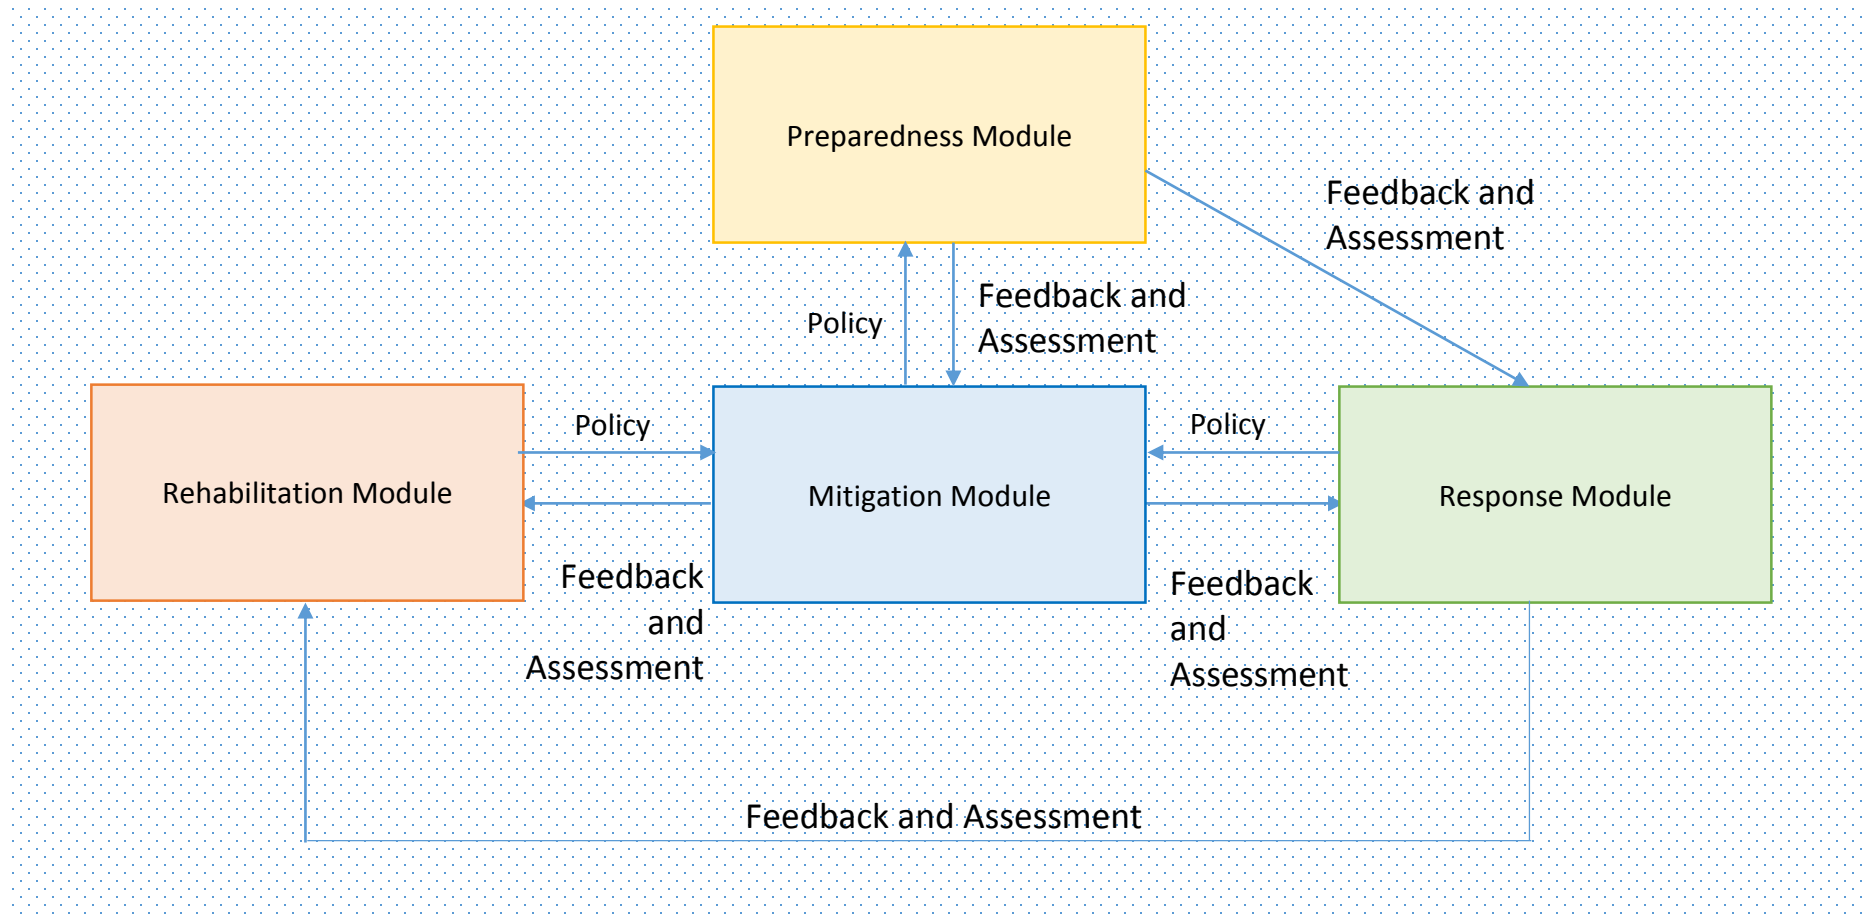 Preparedness Module
Feedback and
Assessment
Feedback and
Assessment
Policy
Policy
Policy
Rehabilitation Module
Mitigation Module
Response Module
Feedback
and
Assessment
Feedback
and
Assessment
Feedback and Assessment